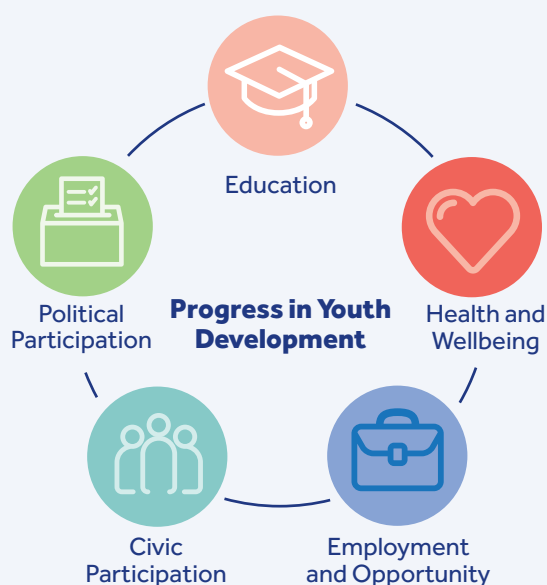 Education
Political
Participation
Progress in Youth
Development
Health and
Wellbeing
Civic
Participation
Employment
and Opportunity